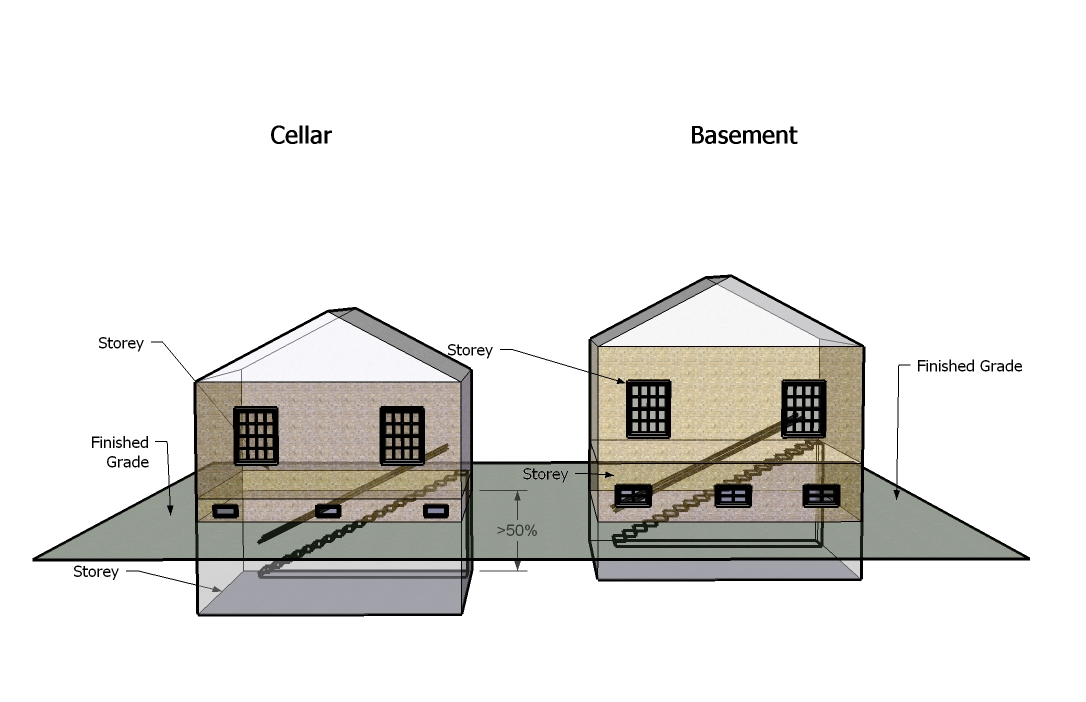 Cellar
Basement
Storey
Storey
Finished Grade
Finished
Grade
Storey
>50%
Storey